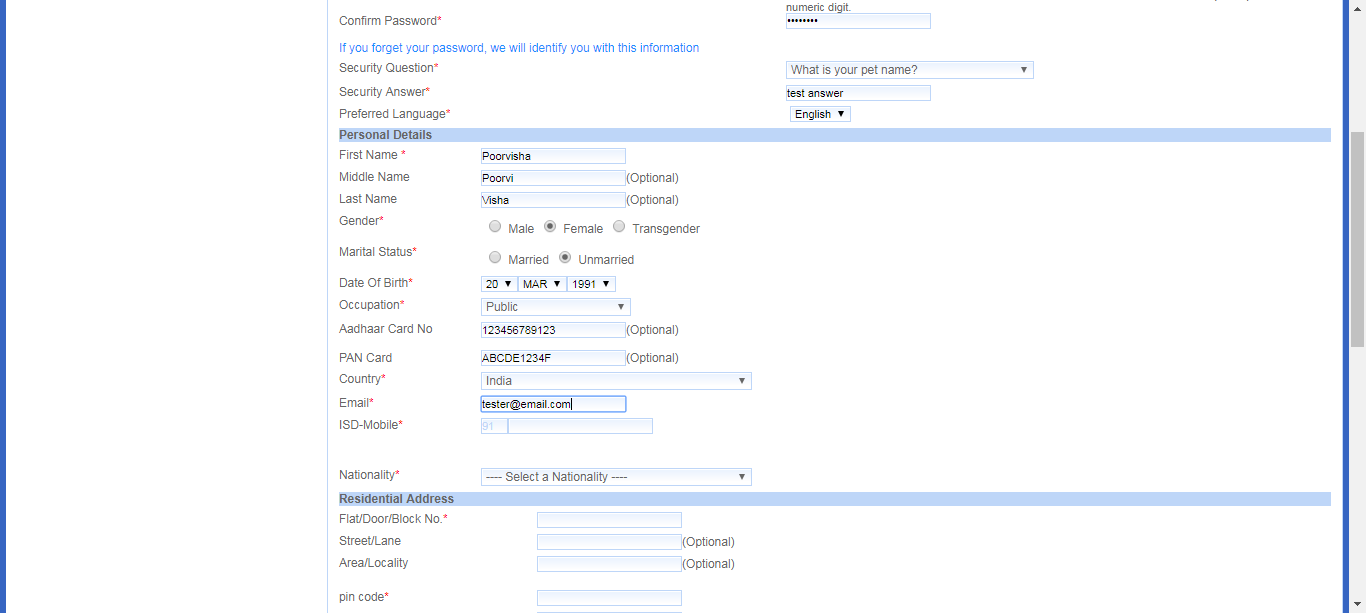 numeric digit.
Confirm Password* ••••••••
If you forget your password, we will identify you with this information
Security Question* What is your pet name?
Security Answer* test answer
Preferred Language* English
Personal Details
First Name * Poorvisha
Middle Name Poorvi (Optional)
Last Name Visha (Optional)
Gender* Male Female Transgender
Marital Status* Married Unmarried
Date Of Birth* 20 MAR 1991
Occupation* Public
Aadhaar Card No 123456789123 (Optional)
PAN Card ABCDE1234F (Optional)
Country* India
Email* tester@email.com
ISD-Mobile* 91
Nationality* ---- Select a Nationality ----
Residential Address
Flat/Door/Block No.*
Street/Lane (Optional)
Area/Locality (Optional)
pin code*